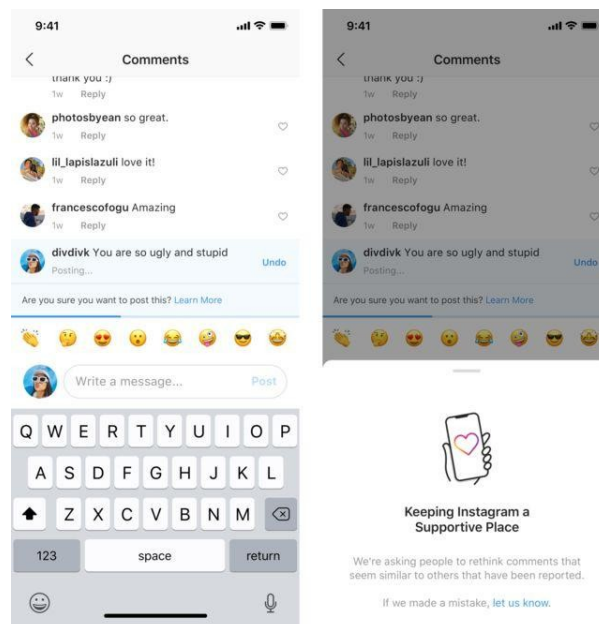 9:41
Comments
thank you :)
1w Reply
photosbyean so great.
1w Reply
lil_lapislazuli love it!
1w Reply
francescofogu Amazing
1w Reply
divdivk You are so ugly and stupid
Posting...
Undo
Are you sure you want to post this? Learn More
Write a message... Post
Q W E R T Y U I O P
A S D F G H J K L
Z X C V B N M
123 space return
9:41
Comments
thank you :)
1w Reply
photosbyean so great.
1w Reply
lil_lapislazuli love it!
1w Reply
francescofogu Amazing
1w Reply
divdivk You are so ugly and stupid
Posting...
Undo
Are you sure you want to post this? Learn More
Keeping Instagram a
Supportive Place
We're asking people to rethink comments that
seem similar to others that have been reported.
If we made a mistake, let us know.